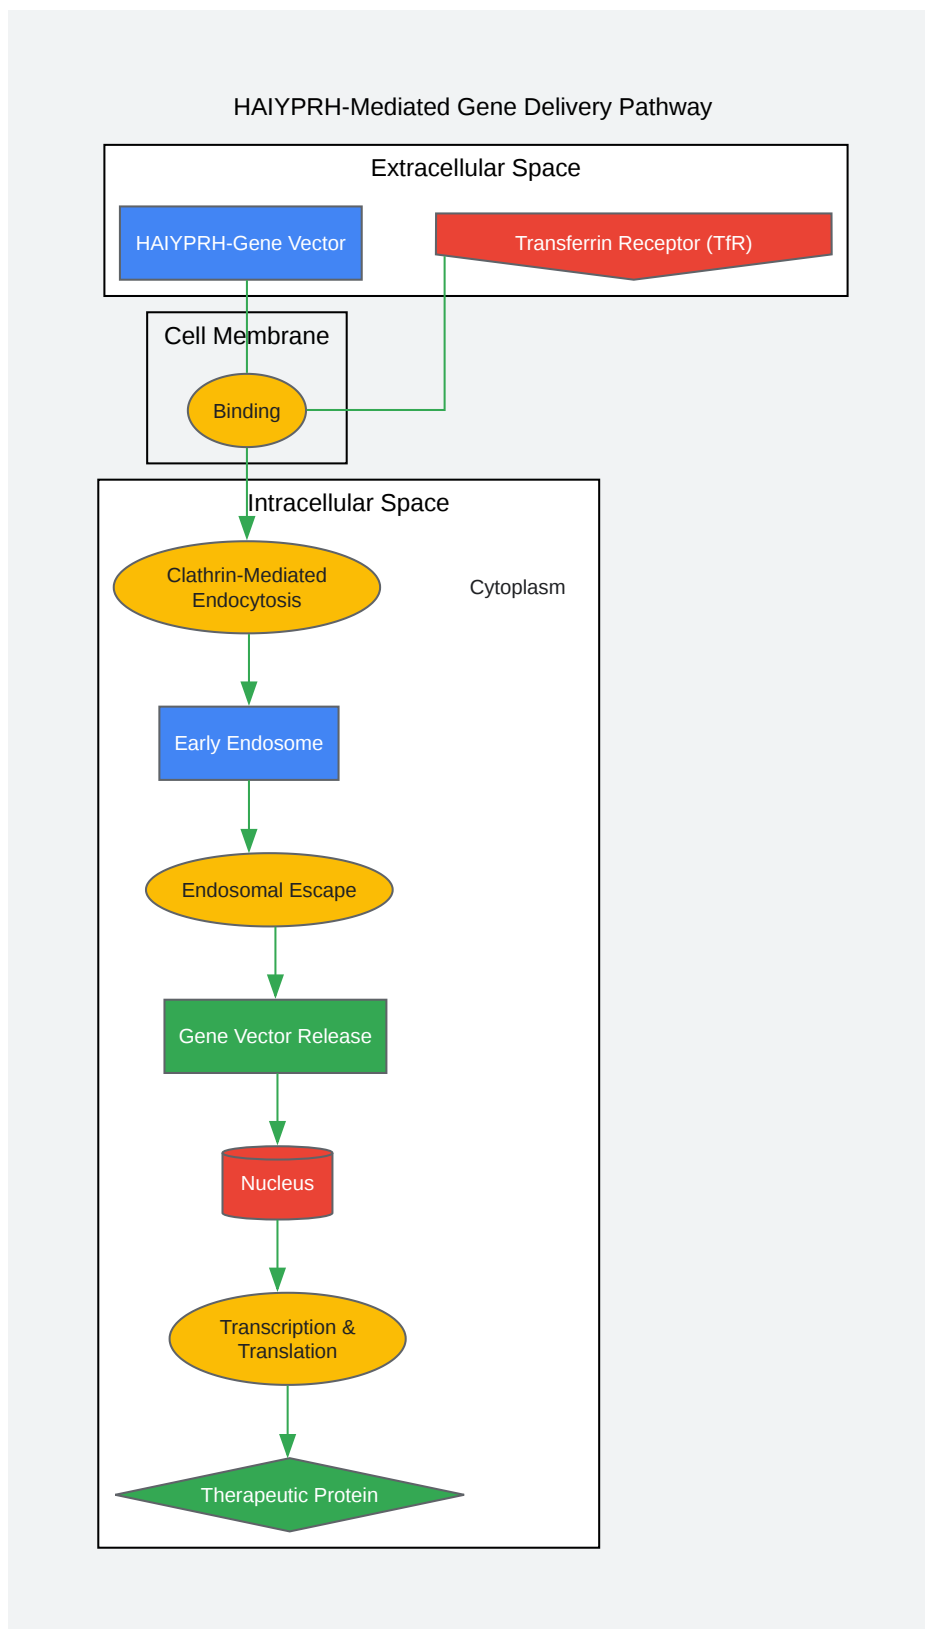 HAIYPRH-Mediated Gene Delivery Pathway
Extracellular Space
HAIYPRH-Gene Vector
Transferrin Receptor (TfR)
Cell Membrane
Binding
Intracellular Space
Clathrin-Mediated
Endocytosis
Cytoplasm
Early Endosome
Endosomal Escape
Gene Vector Release
Nucleus
Transcription &
Translation
Therapeutic Protein